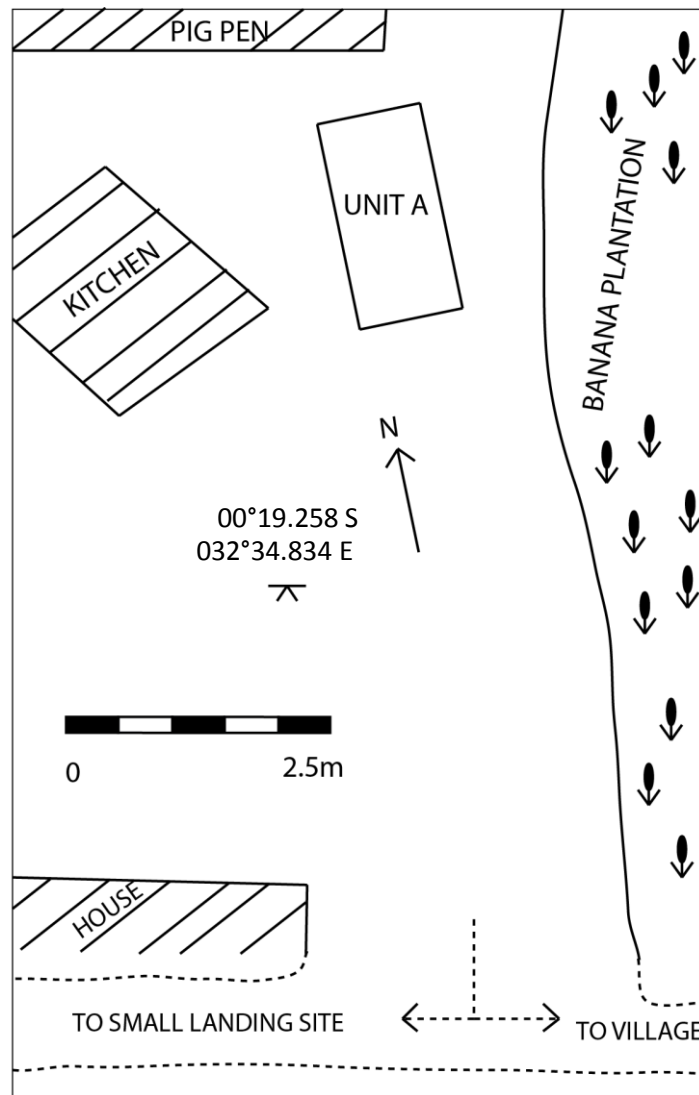 PIG PEN
UNIT A
BANANA PLANTATION
KITCHEN
N
00°19.258 S
032°34.834 E
0
2.5m
HOUSE
TO SMALL LANDING SITE
TO VILLAGE